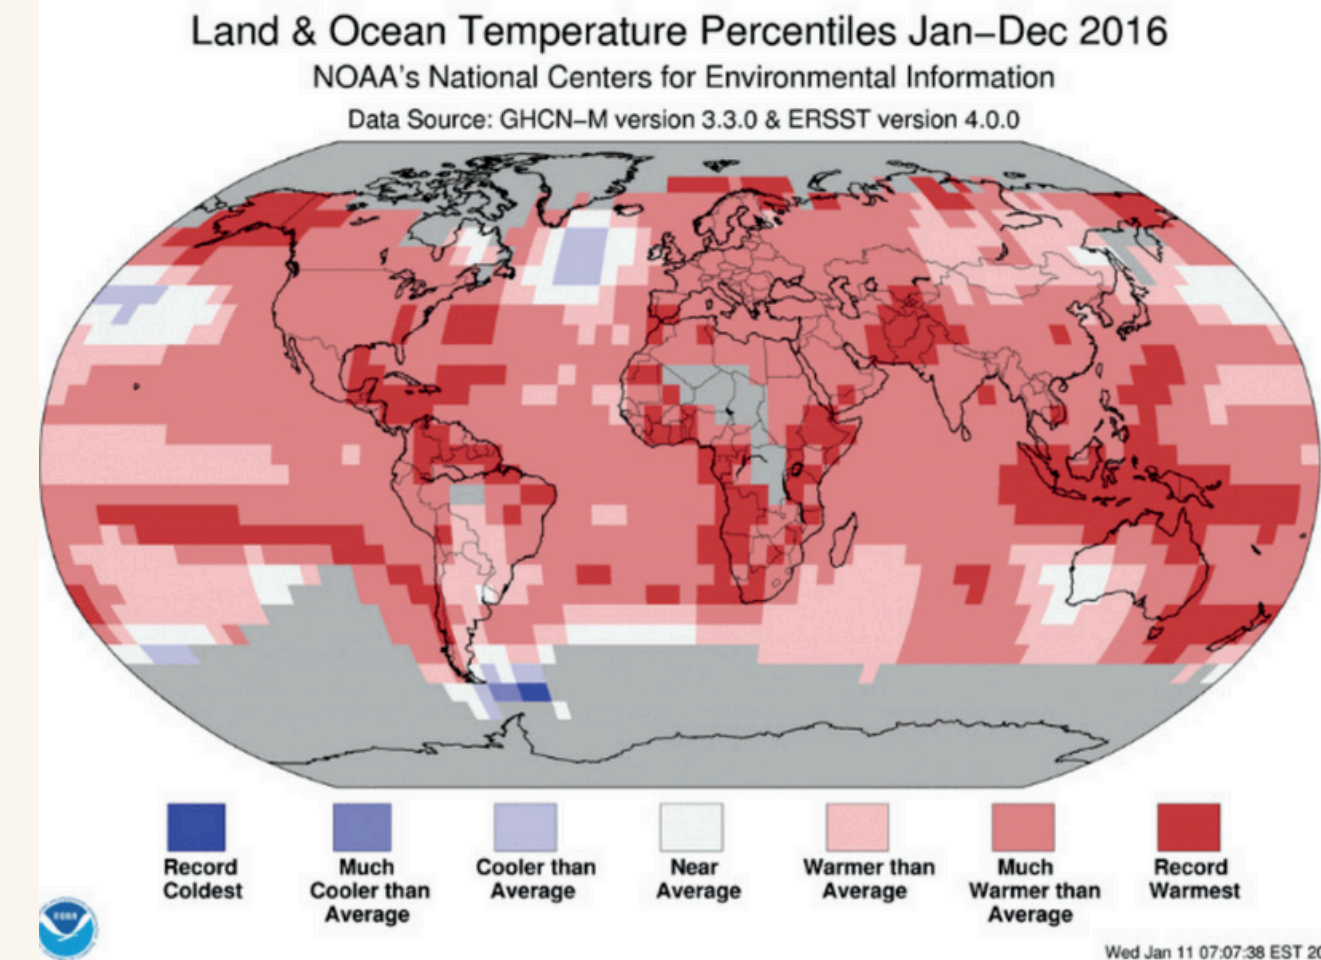 Land & Ocean Temperature Percentiles Jan–Dec 2016
NOAA's National Centers for Environmental Information
Data Source: GHCN–M version 3.3.0 & ERSST version 4.0.0
Record
Coldest
Much
Cooler than
Average
Cooler than
Average
Near
Average
Warmer than
Average
Much
Warmer than
Average
Record
Warmest
noaa
Wed Jan 11 07:07:38 EST 20